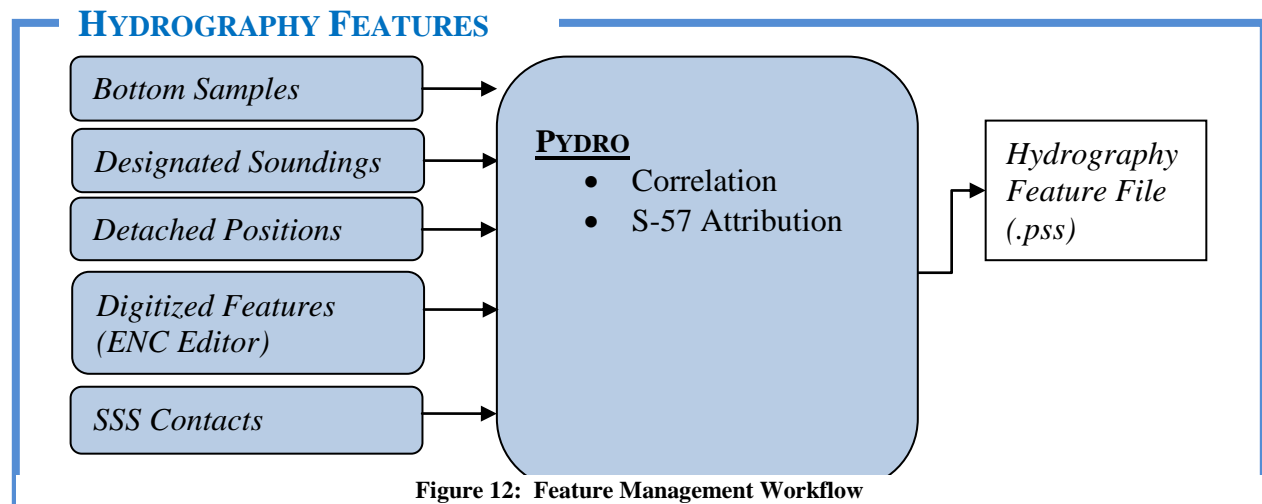 HYDROGRAPHY FEATURES
Bottom Samples
Designated Soundings
Detached Positions
Digitized Features
(ENC Editor)
SSS Contacts
PYDRO
• Correlation
• S-57 Attribution
Hydrography
Feature File
(.pss)
Figure 12: Feature Management Workflow